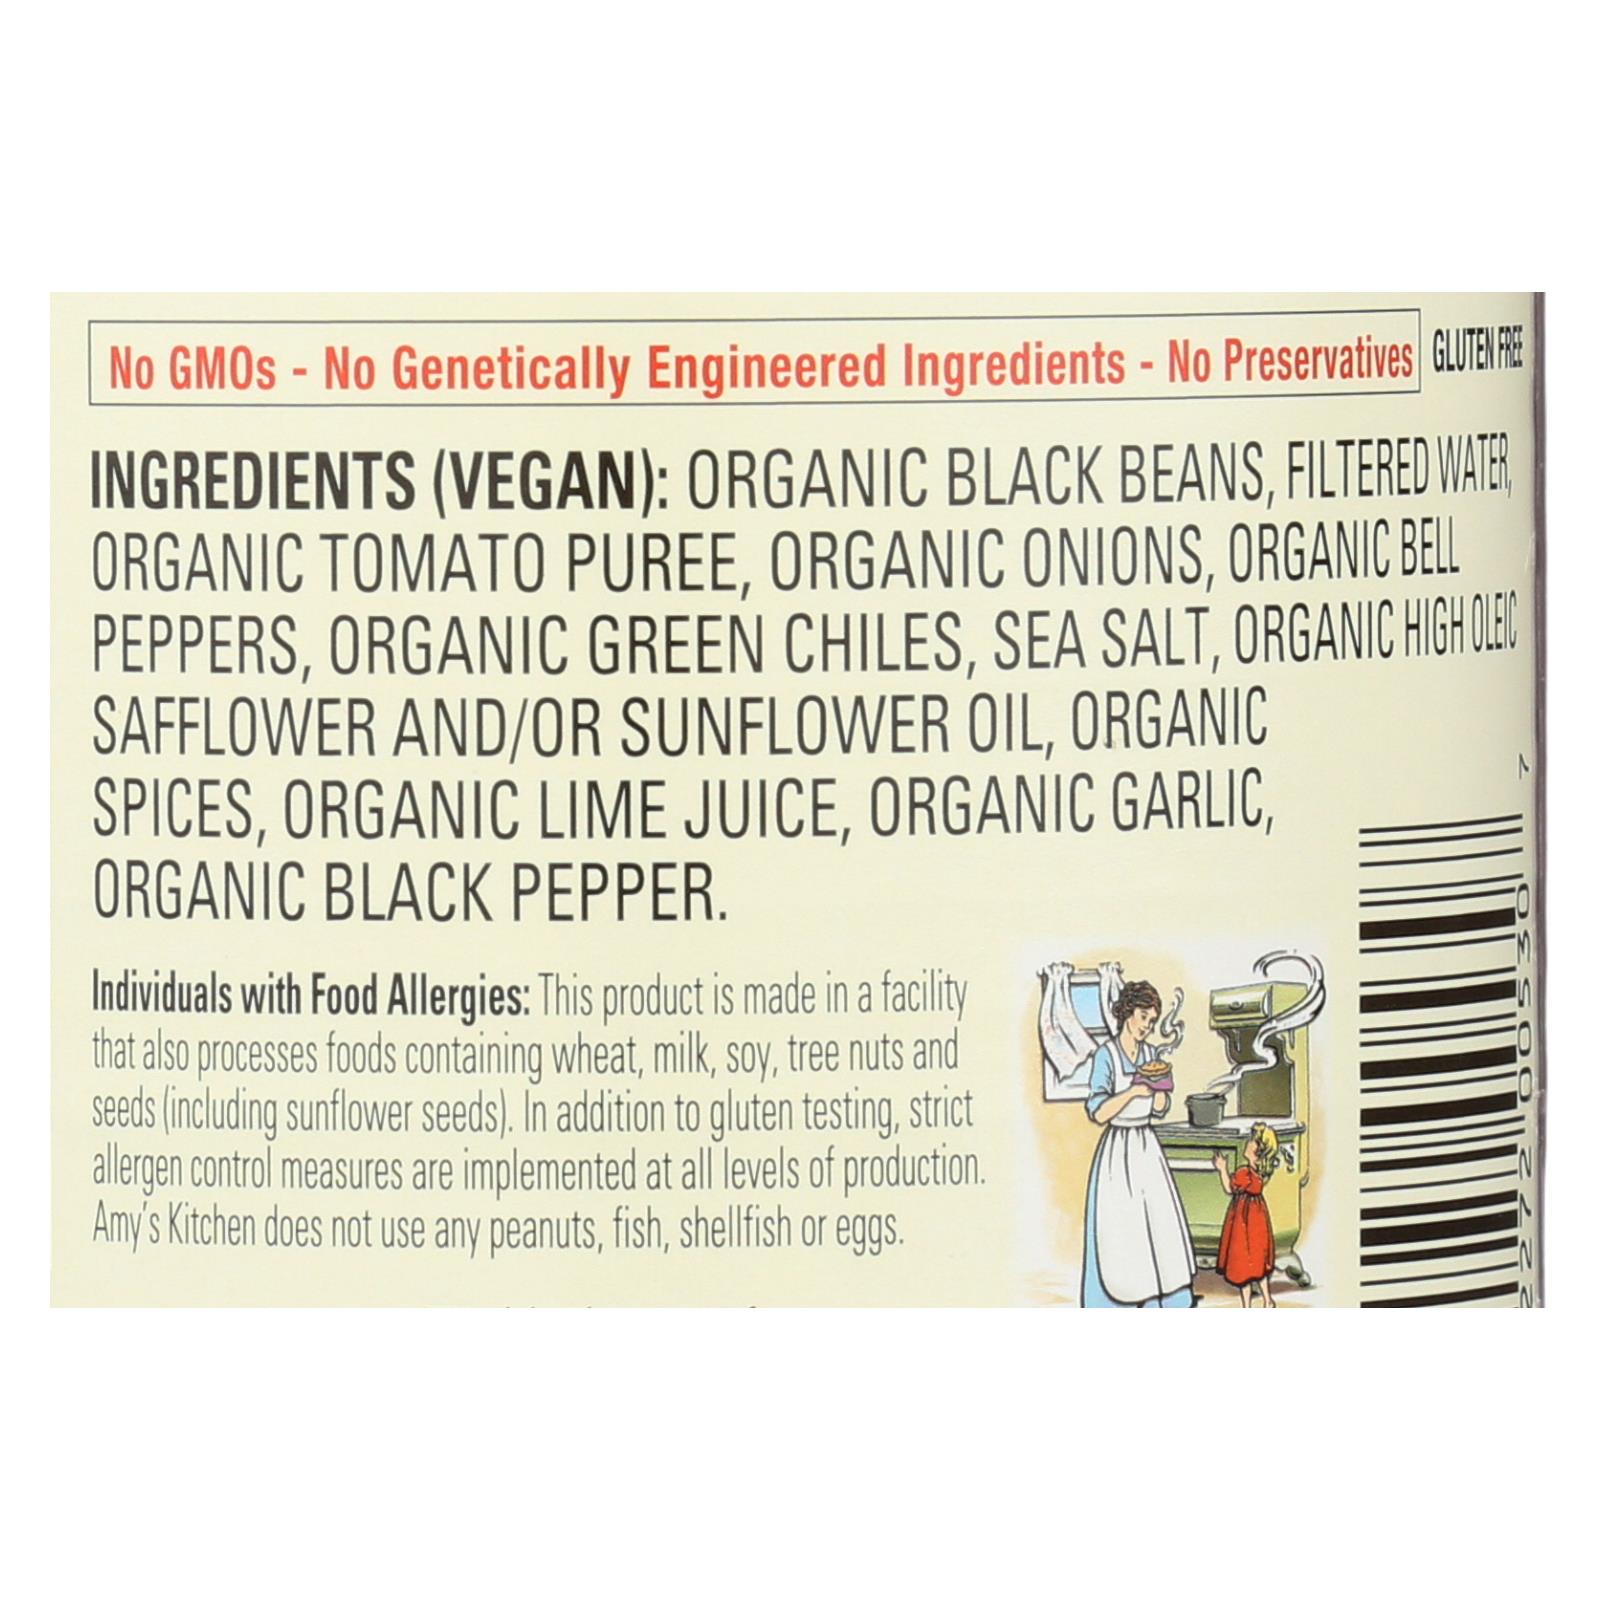 No GMOs - No Genetically Engineered Ingredients - No Preservatives
GLUTEN FREE
INGREDIENTS (VEGAN): ORGANIC BLACK BEANS, FILTERED WATER,
ORGANIC TOMATO PUREE, ORGANIC ONIONS, ORGANIC BELL
PEPPERS, ORGANIC GREEN CHILES, SEA SALT, ORGANIC HIGH OLEIC
SAFFLOWER AND/OR SUNFLOWER OIL, ORGANIC
SPICES, ORGANIC LIME JUICE, ORGANIC GARLIC,
ORGANIC BLACK PEPPER.
Individuals with Food Allergies: This product is made in a facility
that also processes foods containing wheat, milk, soy, tree nuts and
seeds (including sunflower seeds). In addition to gluten testing, strict
allergen control measures are implemented at all levels of production.
Amy's Kitchen does not use any peanuts, fish, shellfish or eggs.
2272 00530 7